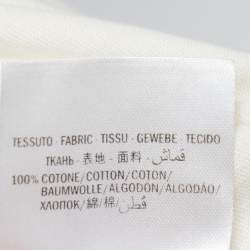 TESSUTO - FABRIC - TISSU - GEWEBE - TECIDO
ТКАНЬ - 表地 - 面料 - قماش
100% COTONE/COTTON/COTON/
BAUMWOLLE/ALGODÓN/ALGODÃO/
ХЛОПОК/綿/棉/قطن